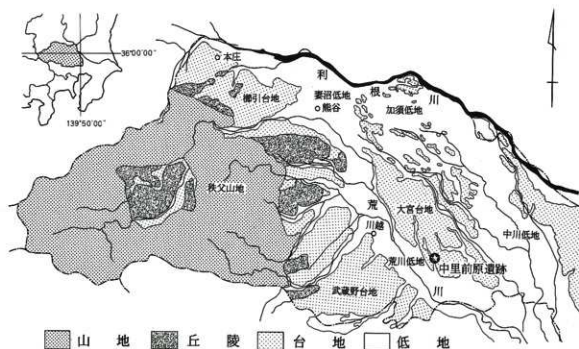 36°00′00″
139°50′00″
本庄
櫛引台地
利
根
川
妻沼低地
熊谷
加須低地
秩父山地
荒
川越
大宮台地
中川低地
荒川低地
中里前原遺跡
武蔵野台地
川
山地
丘陵
台地
低地